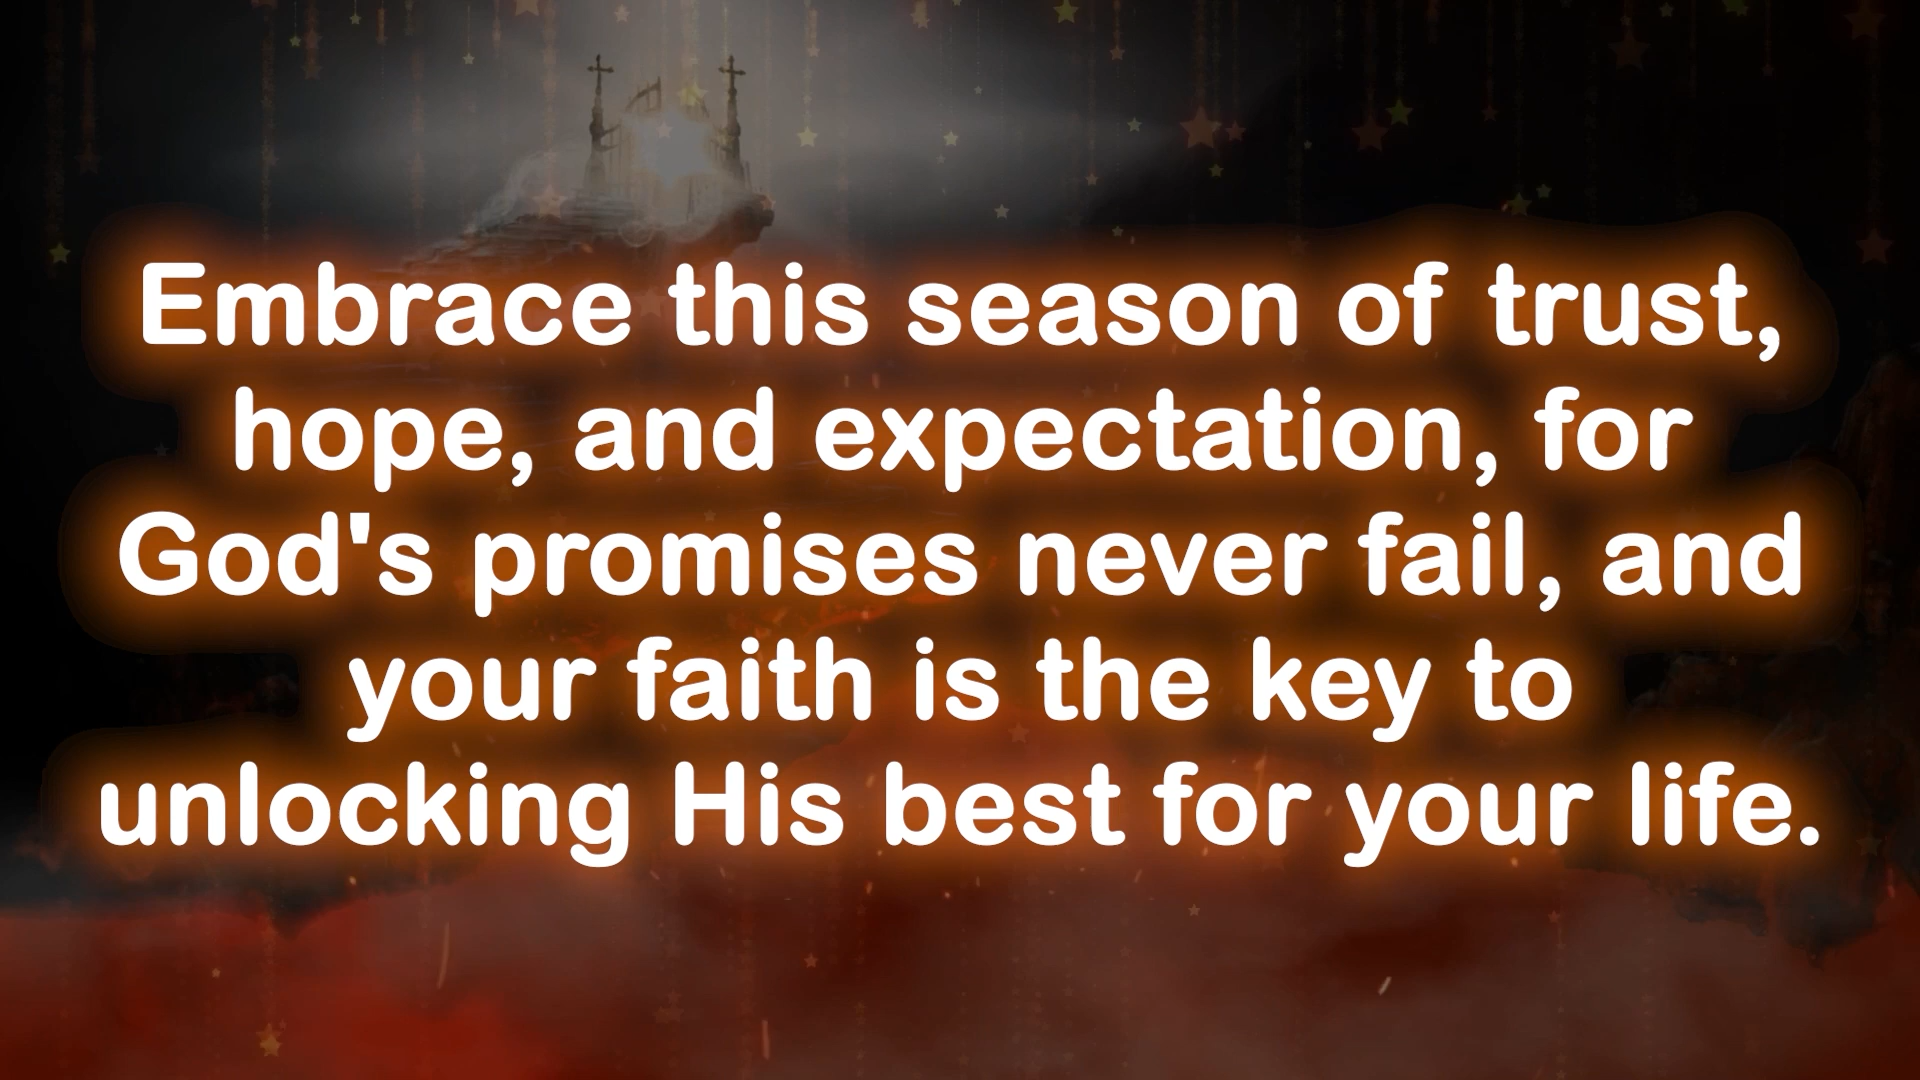 Embrace this season of trust,
hope, and expectation, for
God's promises never fail, and
your faith is the key to
unlocking His best for your life.